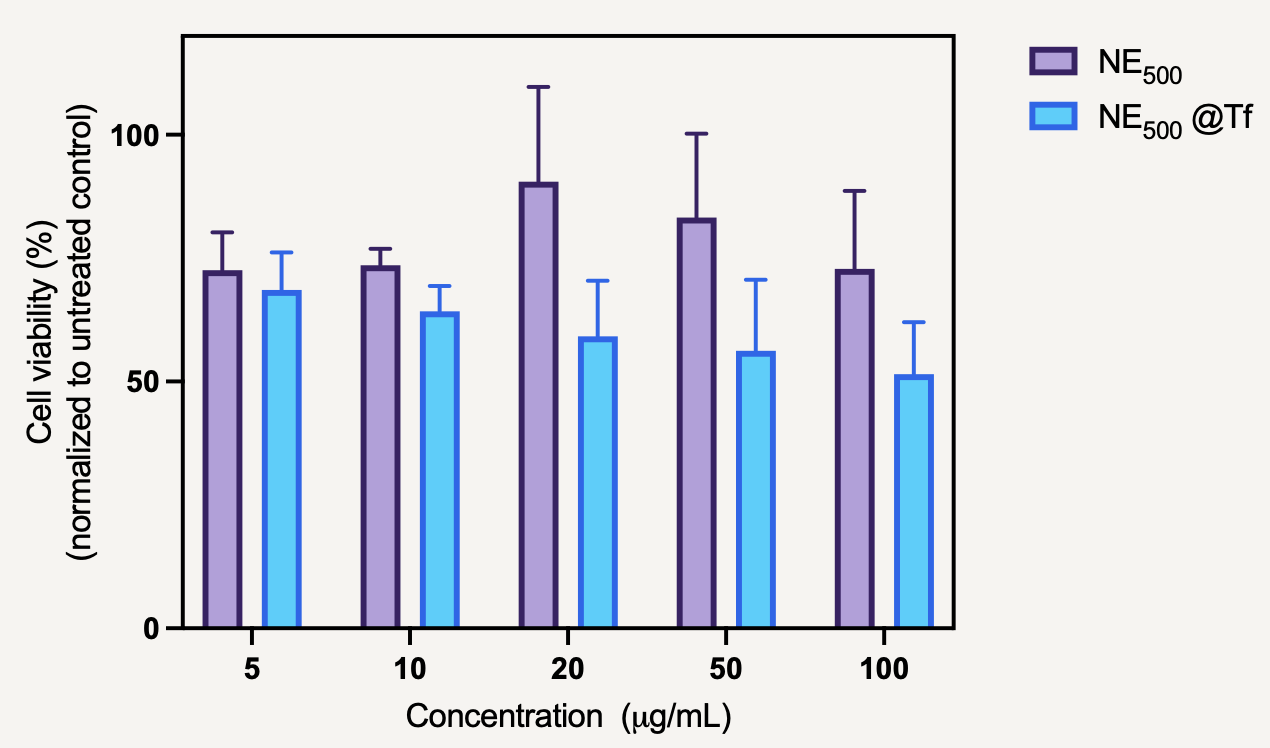 NE500
NE500 @Tf
Cell viability (%)
(normalized to untreated control)
100
50
0
5 10 20 50 100
Concentration (μg/mL)